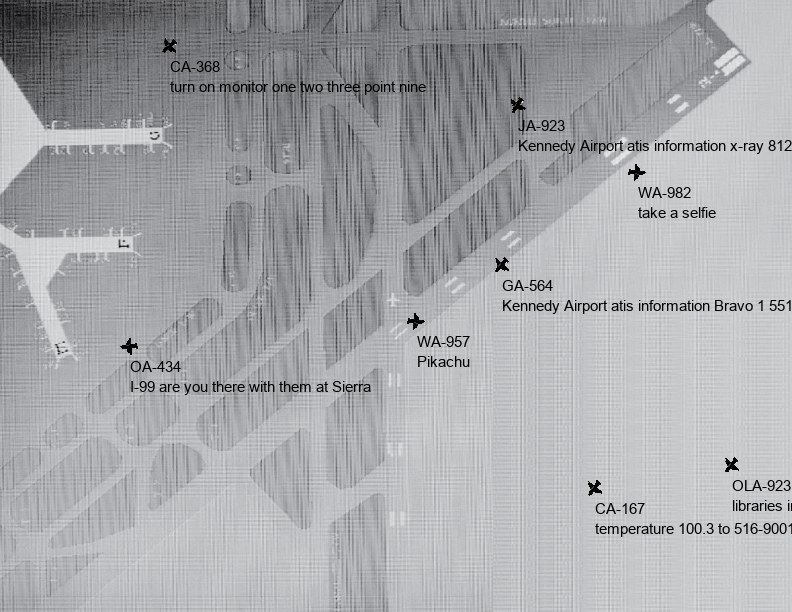 CA-368
turn on monitor one two three point nine
JA-923
Kennedy Airport atis information x-ray 812
WA-982
take a selfie
GA-564
Kennedy Airport atis information Bravo 1 551
WA-957
Pikachu
OA-434
I-99 are you there with them at Sierra
OLA-923
libraries
CA-167
temperature 100.3 to 516-9001